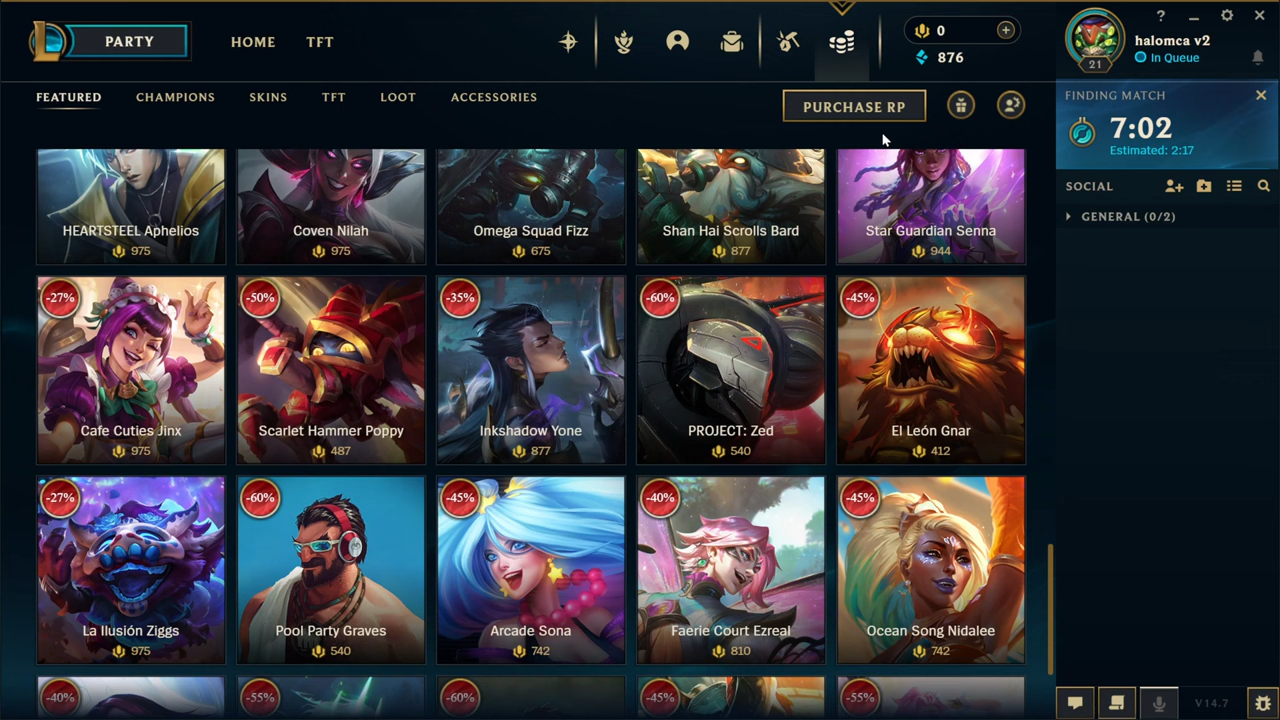 PARTY
HOME
TFT
0
876
?
halomca v2
In Queue
21
FEATURED
CHAMPIONS
SKINS
TFT
LOOT
ACCESSORIES
PURCHASE RP
FINDING MATCH
7:02
Estimated: 2:17
SOCIAL
GENERAL (0/2)
HEARTSTEEL Aphelios
975
Coven Nilah
975
Omega Squad Fizz
675
Shan Hai Scrolls Bard
877
Star Guardian Senna
944
-27%
Cafe Cuties Jinx
975
-50%
Scarlet Hammer Poppy
487
-35%
Inkshadow Yone
877
-60%
PROJECT: Zed
540
-45%
El León Gnar
412
-27%
La Ilusión Ziggs
975
-60%
Pool Party Graves
540
-45%
Arcade Sona
742
-40%
Faerie Court Ezreal
810
-45%
Ocean Song Nidalee
742
-40%
-55%
-60%
-45%
-55%
V14.7